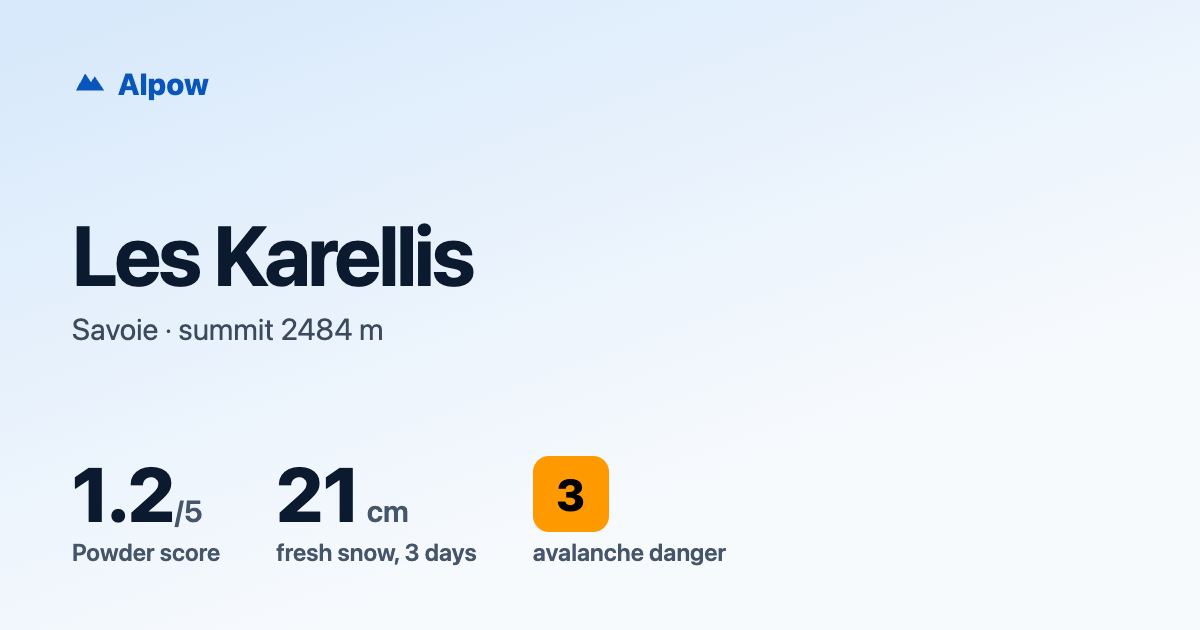 Alpow
Les Karellis
Savoie · summit 2484 m
1.2/5
Powder score
21 cm
fresh snow, 3 days
3
avalanche danger